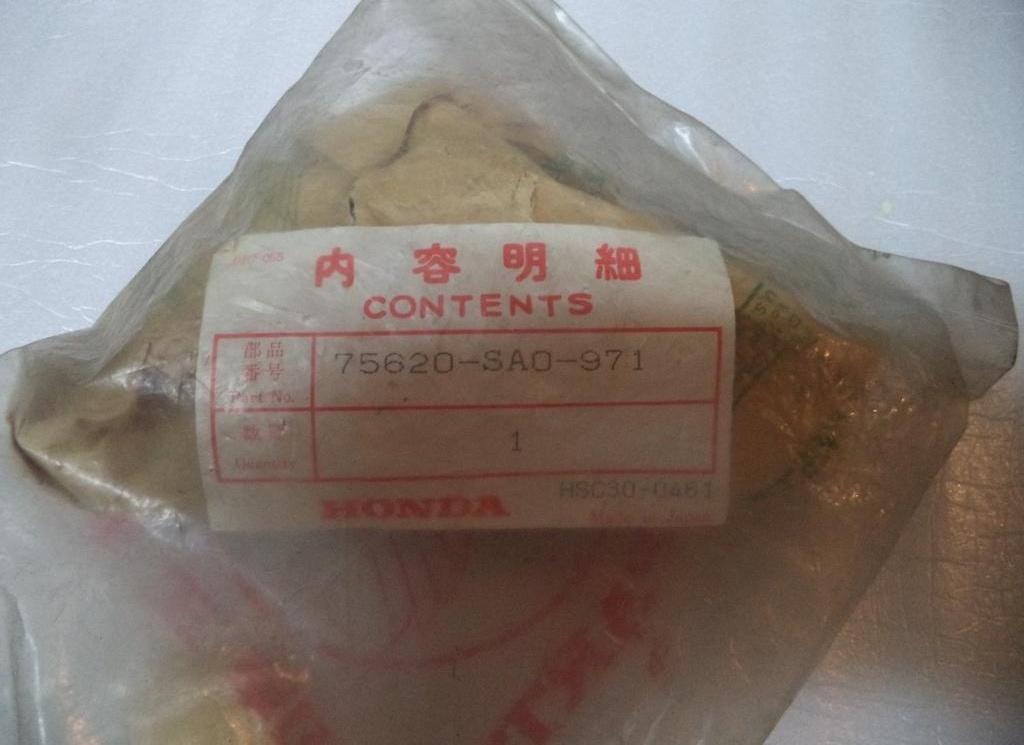 内容明細
CONTENTS
部品
番号
Part No.
75620-SA0-971
数量
Quantity
1
HSC30-0461
HONDA
Made in Japan